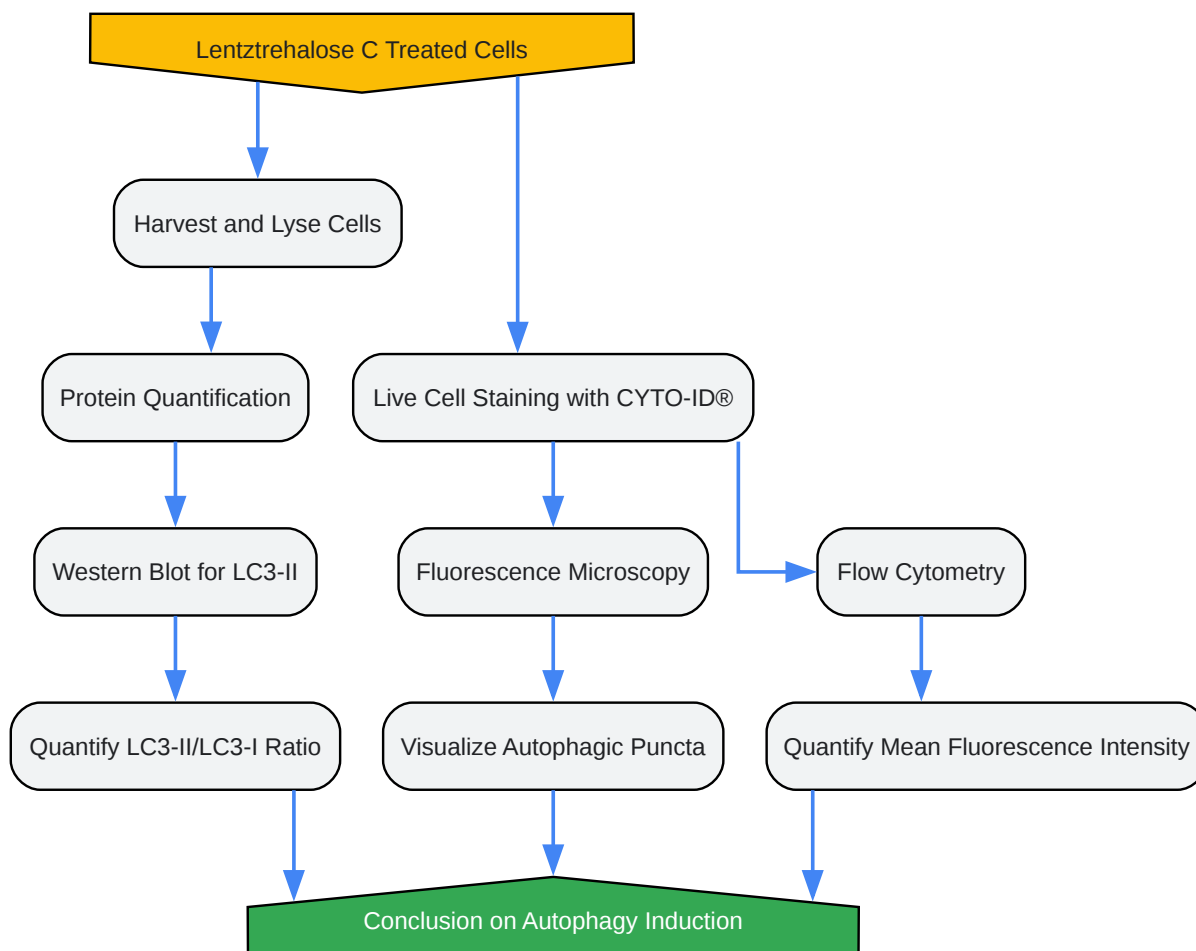 Lentztrehalose C Treated Cells
Harvest and Lyse Cells
Protein Quantification
Live Cell Staining with CYTO-ID®
Western Blot for LC3-II
Fluorescence Microscopy
Flow Cytometry
Quantify LC3-II/LC3-I Ratio
Visualize Autophagic Puncta
Quantify Mean Fluorescence Intensity
Conclusion on Autophagy Induction